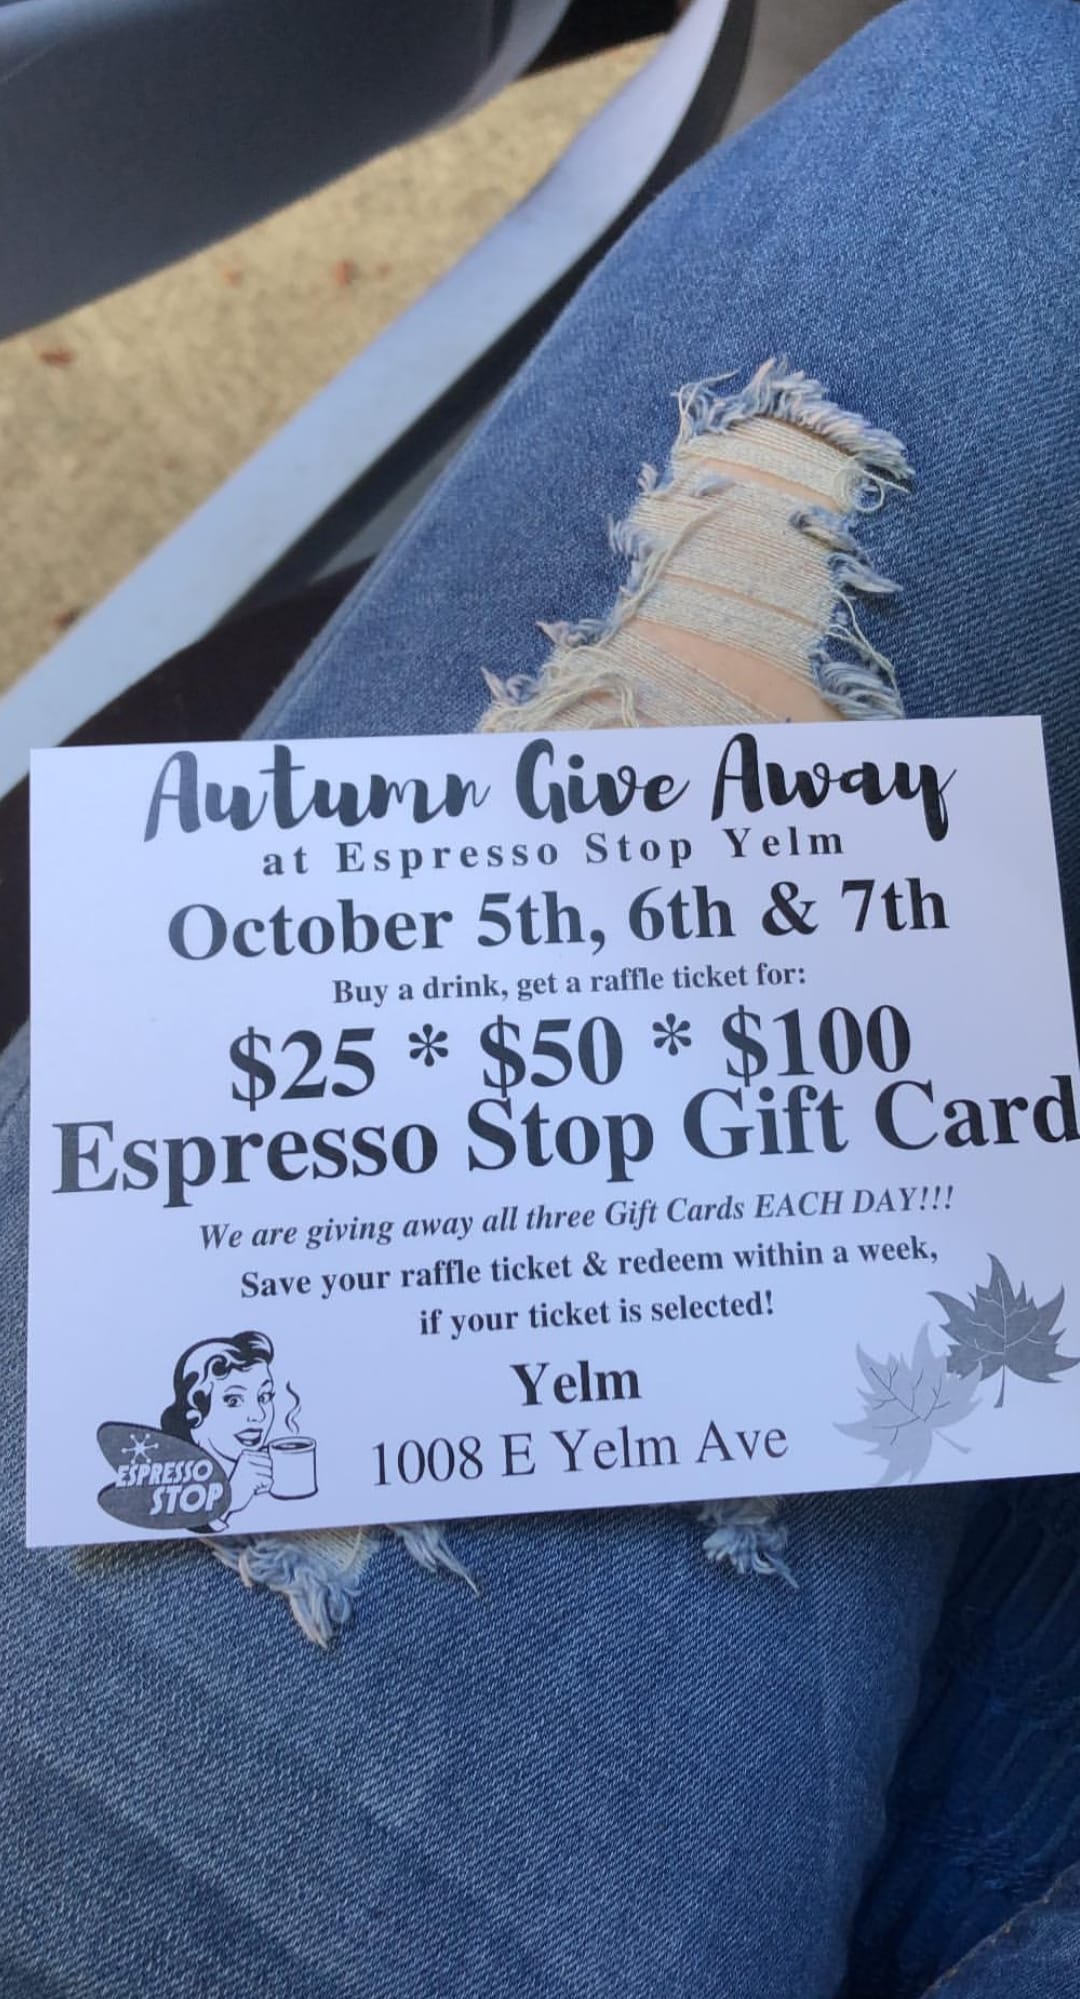 Autumn Give Away
at Espresso Stop Yelm
October 5th, 6th & 7th
Buy a drink, get a raffle ticket for:
$25 * $50 * $100
Espresso Stop Gift Card
We are giving away all three Gift Cards EACH DAY!!!
Save your raffle ticket & redeem within a week,
if your ticket is selected!
Yelm
1008 E Yelm Ave
ESPRESSO
STOP